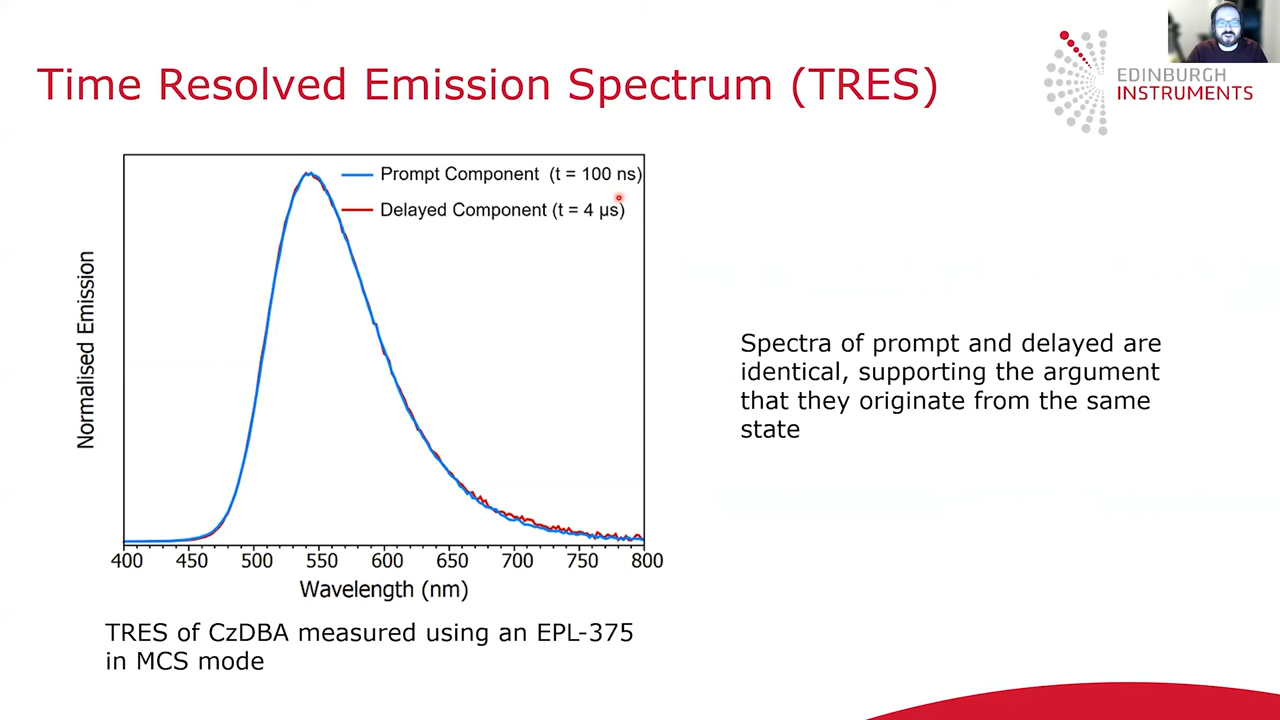 Time Resolved Emission Spectrum (TRES)
EDINBURGH
INSTRUMENTS
Prompt Component (t = 100 ns)
Delayed Component (t = 4 µs)
Normalised Emission
400 450 500 550 600 650 700 750 800
Wavelength (nm)
TRES of CzDBA measured using an EPL-375
in MCS mode
Spectra of prompt and delayed are
identical, supporting the argument
that they originate from the same
state